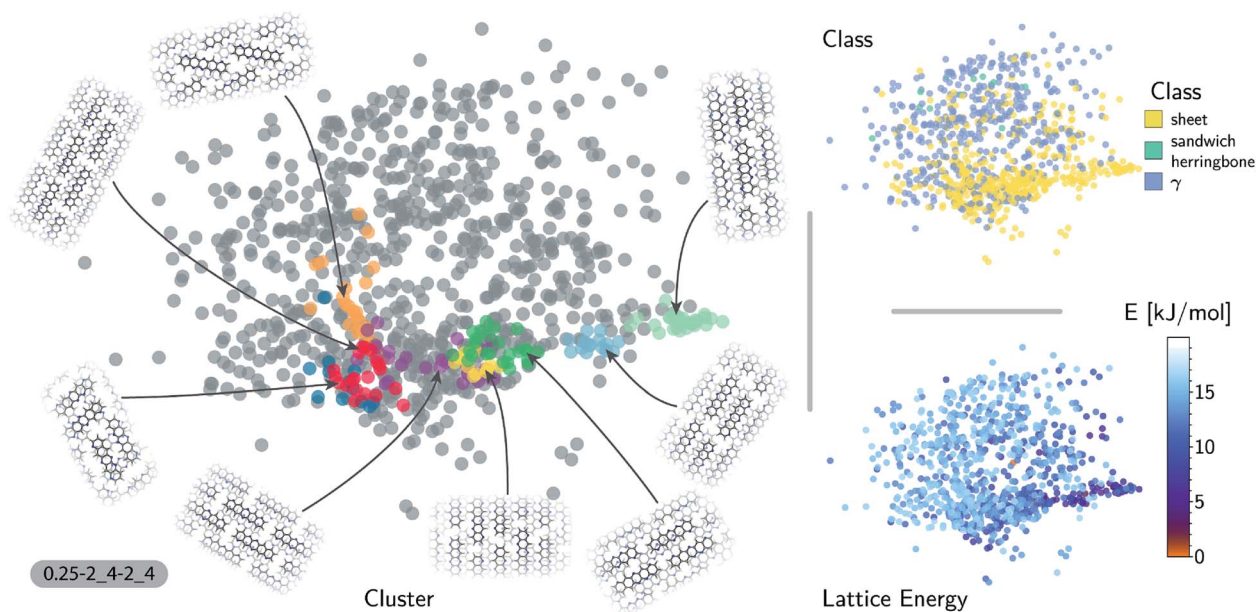 Class
Class
sheet
sandwich
herringbone
γ
E [kJ/mol]
15
10
5
0
0.25-2_4-2_4
Cluster
Lattice Energy